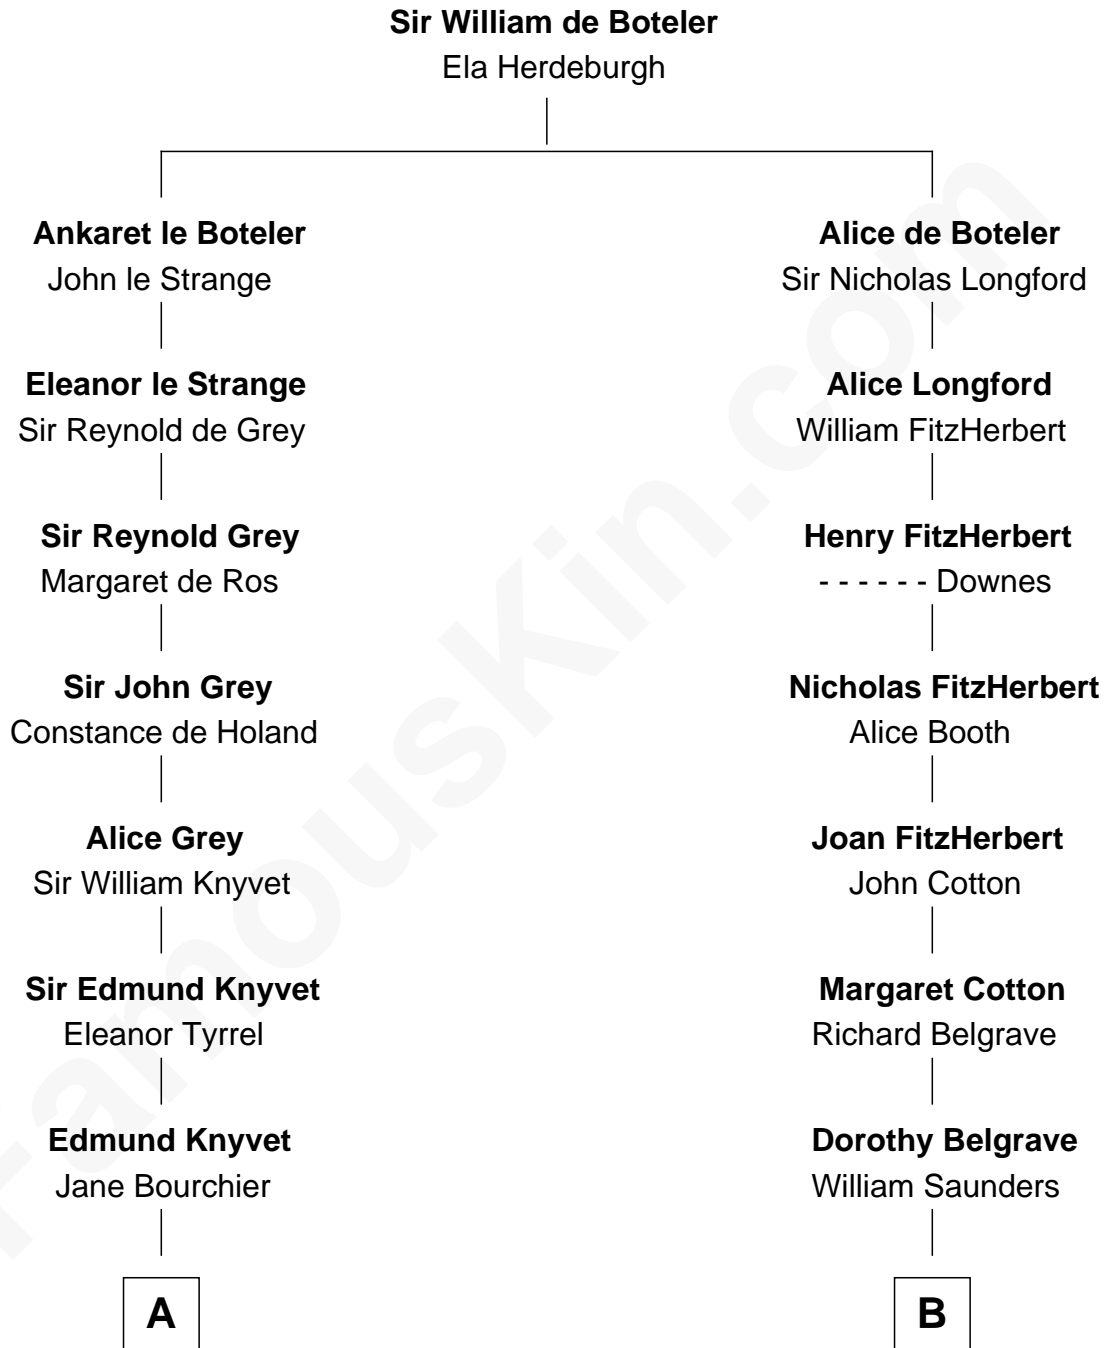 Sir William de Boteler
Ela Herdeburgh
Ankaret le Boteler
John le Strange
Alice de Boteler
Sir Nicholas Longford
Eleanor le Strange
Sir Reynold de Grey
Alice Longford
William FitzHerbert
Sir Reynold Grey
Margaret de Ros
Henry FitzHerbert
- - - - - - Downes
Sir John Grey
Constance de Holand
Nicholas FitzHerbert
Alice Booth
Alice Grey
Sir William Knyvet
Joan FitzHerbert
John Cotton
Sir Edmund Knyvet
Eleanor Tyrrel
Margaret Cotton
Richard Belgrave
Edmund Knyvet
Jane Bourchier
Dorothy Belgrave
William Saunders
A
B
FamousKin.com